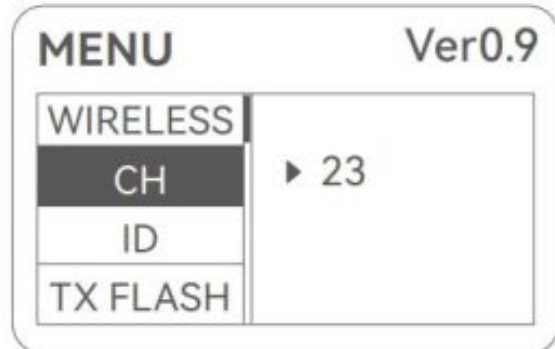 MENU Ver0.9
WIRELESS
CH
23
ID
TX FLASH